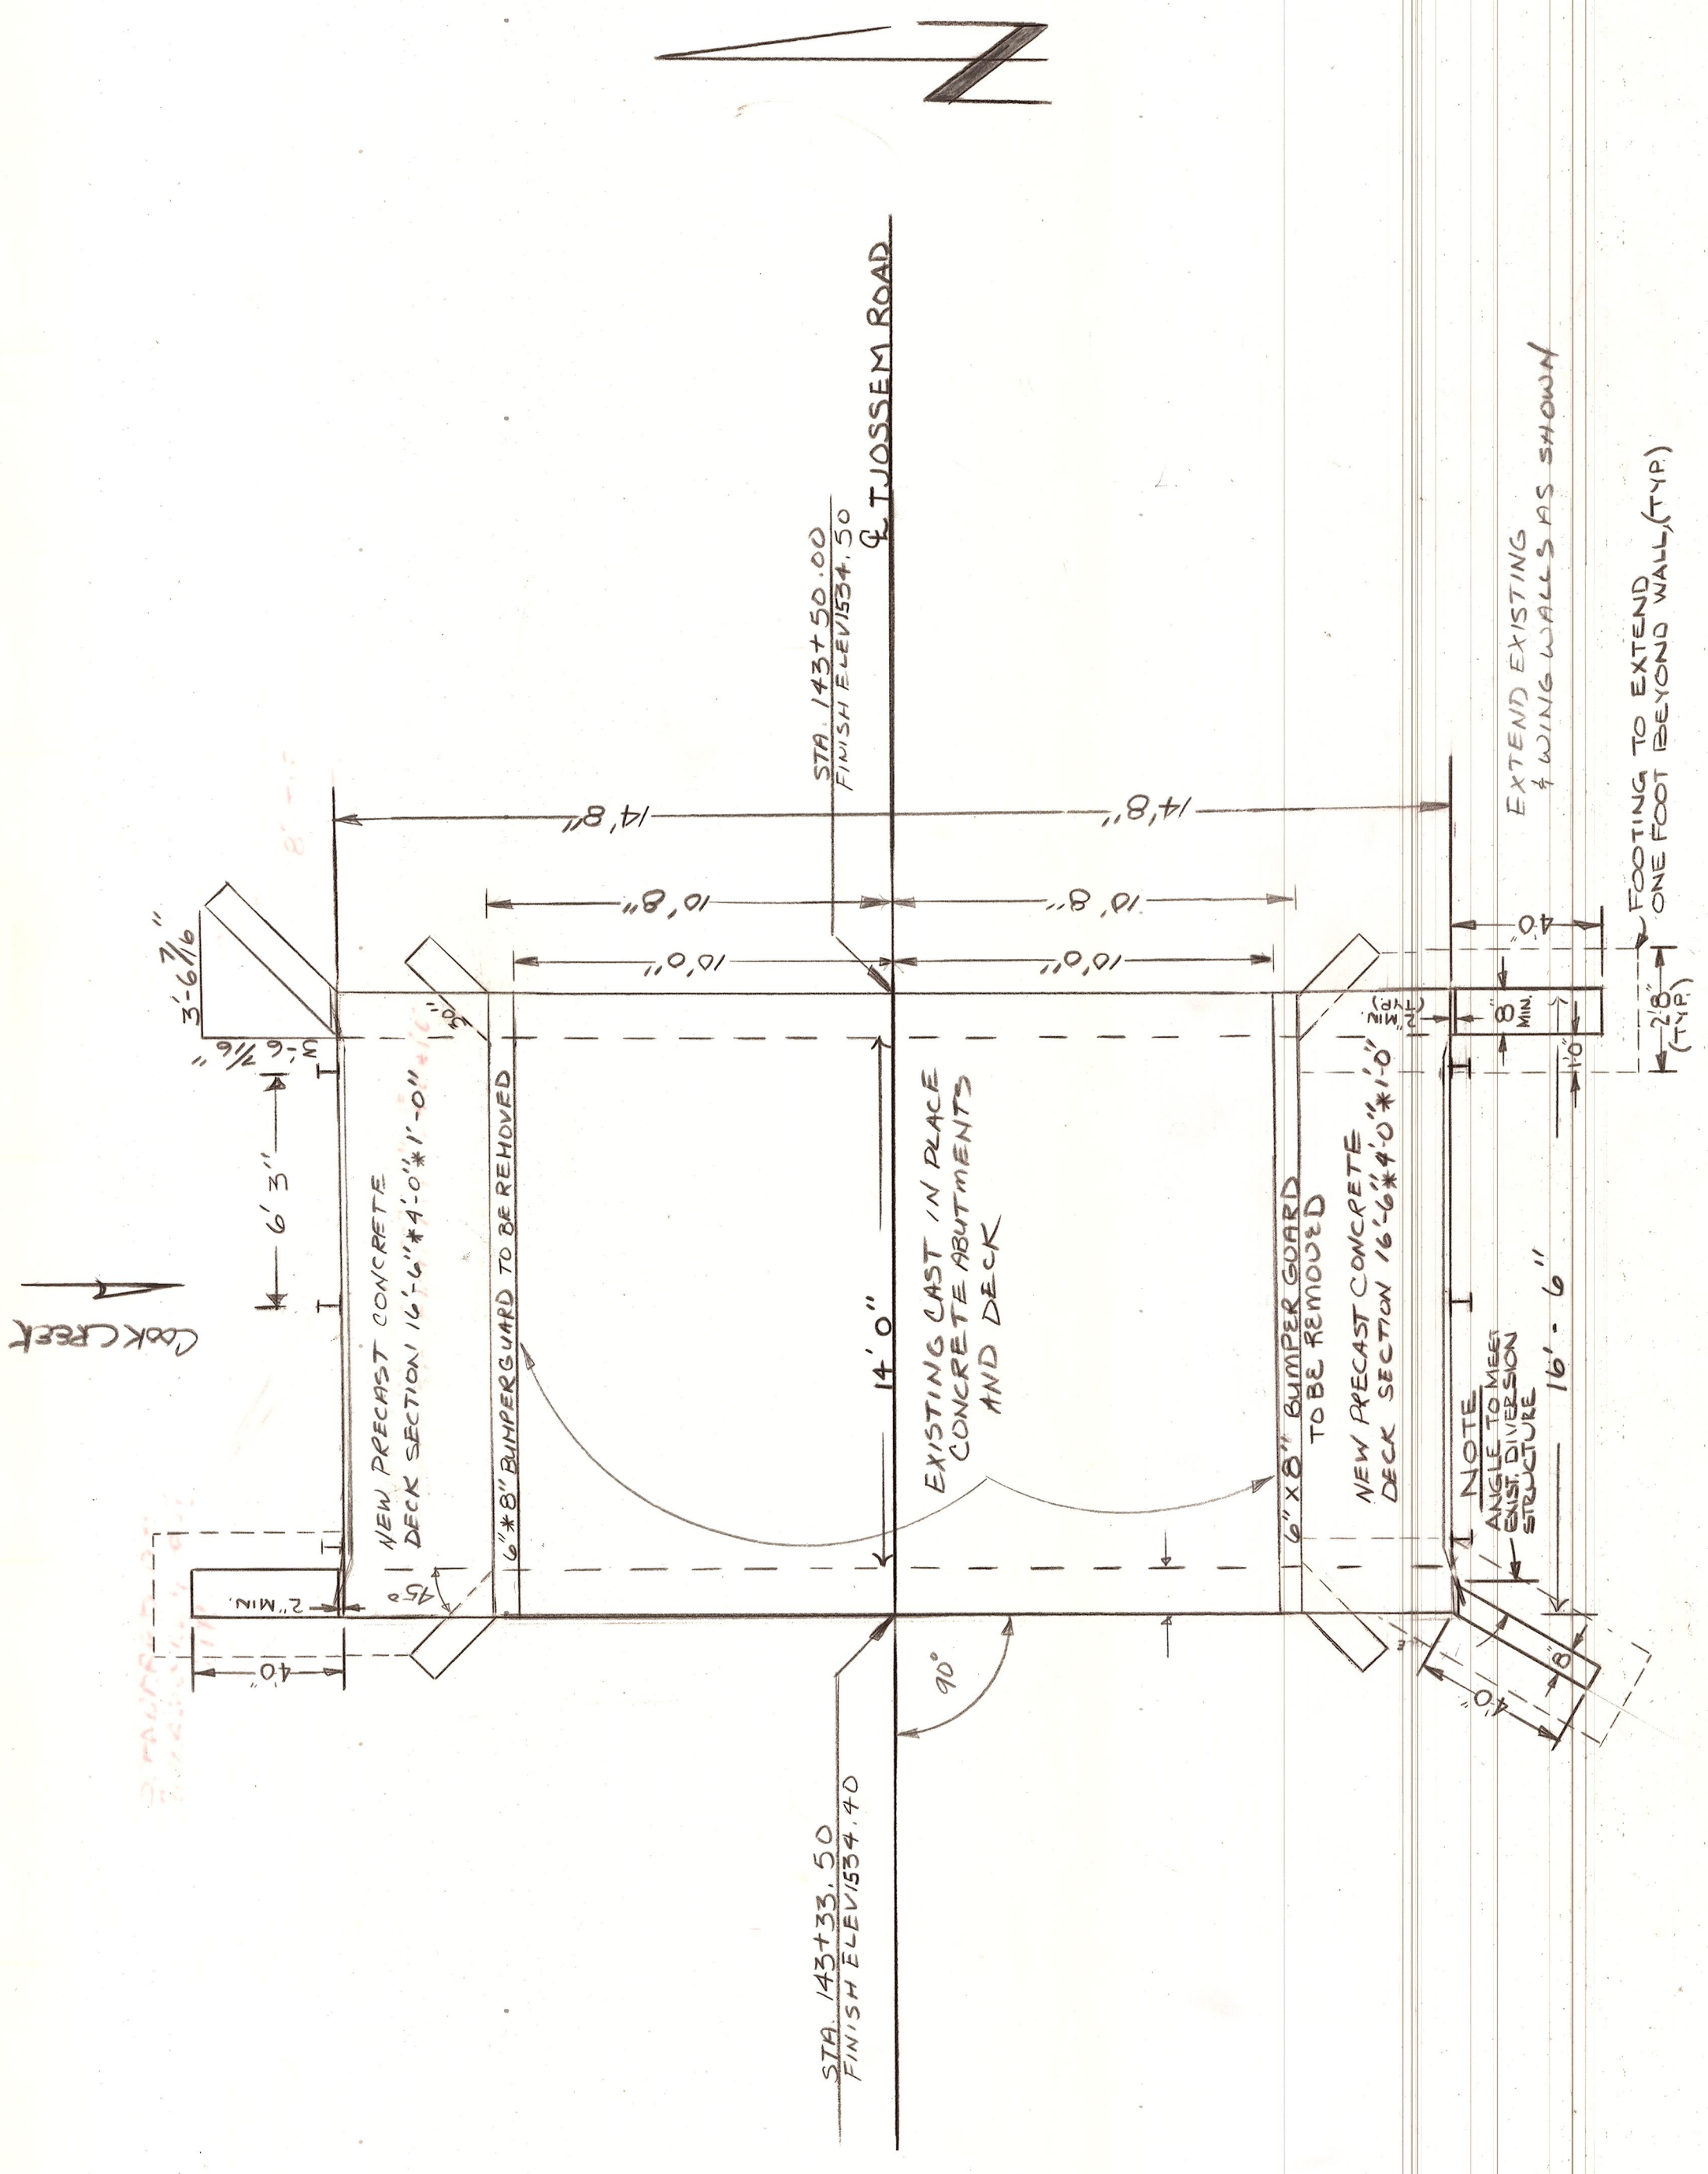 N
℄ TJOSSEM ROAD
STA. 143+50.00
FINISH ELEV 1534.50
STA. 143+33.50
FINISH ELEV 1534.40
COOK CREEK
3'-6 7/16"
3'-6 7/16"
6' 3"
NEW PRECAST CONCRETE
DECK SECTION 16'-6"*4'-0"*1'-0"
6"*8" BUMPERGUARD TO BE REMOVED
14'8"
14'8"
10'8"
10'8"
10'0"
10'0"
14'0"
EXISTING CAST IN PLACE
CONCRETE ABUTMENTS
AND DECK
6"X8" BUMPER GUARD
TO BE REMOVED
NEW PRECAST CONCRETE
DECK SECTION 16'-6"*4'-0"*1'-0"
2" MIN.
(TYP.)
8"
MIN.
4'0"
1'0"
2'8"
(TYP.)
EXTEND EXISTING
& WING WALLS AS SHOWN
FOOTING TO EXTEND
ONE FOOT BEYOND WALL, (TYP.)
NOTE
ANGLE TO MEET
EXIST. DIVERSION
STRUCTURE
16'- 6"
2" MIN.
4'0"
45°
90°
4'0"
8"